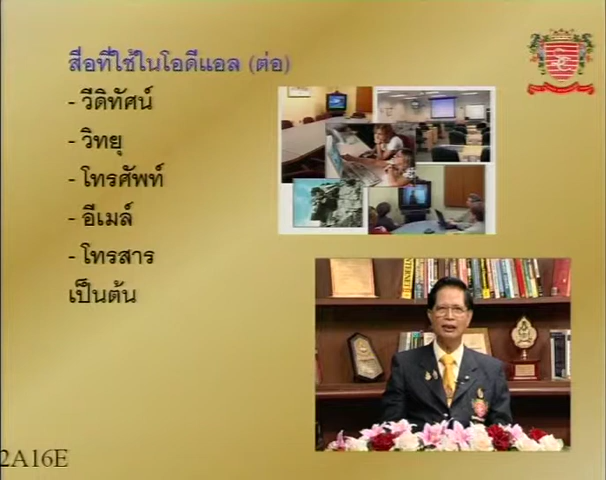 สื่อที่ใช้ในโอดีแอล (ต่อ)
- วีดิทัศน์
- วิทยุ
- โทรศัพท์
- อีเมล์
- โทรสาร
เป็นต้น
2A16E